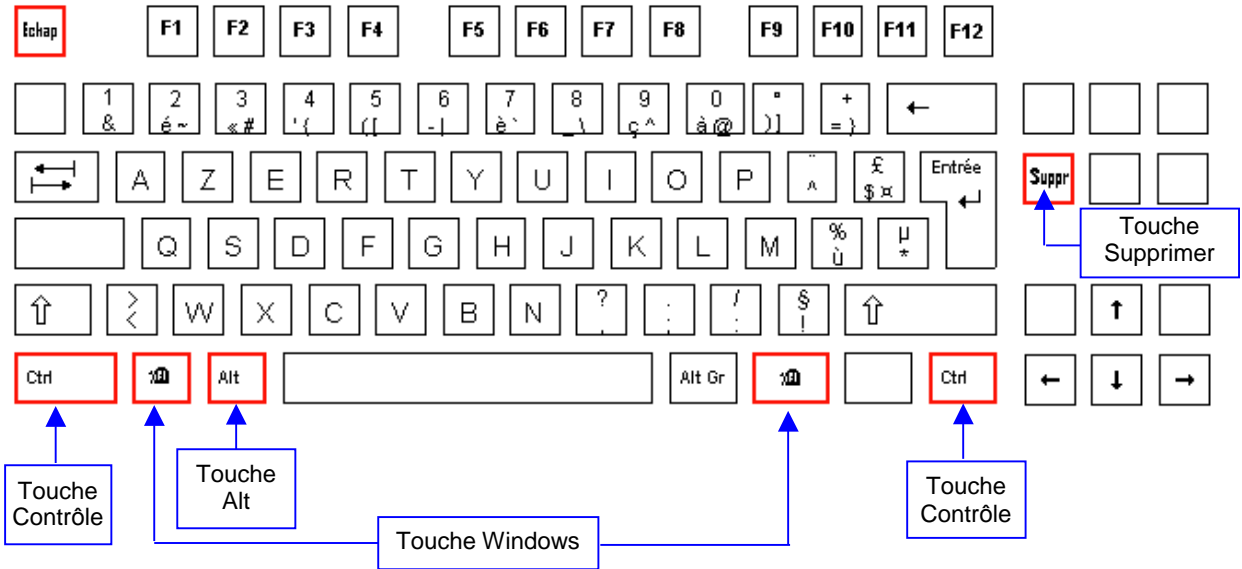 Echap F1 F2 F3 F4 F5 F6 F7 F8 F9 F10 F11 F12
1 2 3 4 5 6 7 8 9 0 ° +
& é ~ « # ' { ( [ - | è ` _ \ ç ^ à @ ) ] = } ←
A Z E R T Y U I O P ¨ £ Entrée Suppr
^ $ ¤ ↵
Touche
Supprimer
Q S D F G H J K L M % µ
ù *
⇧ > W X C V B N ? . / § ⇧ ↑
< , ; : !
Ctrl Alt Alt Gr Ctrl ← ↓ →
Touche
Contrôle
Touche
Alt
Touche Windows
Touche
Contrôle